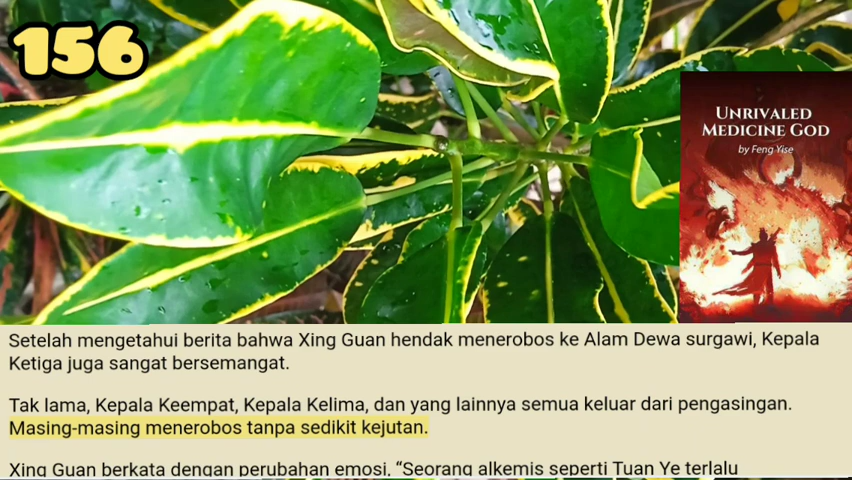 156
UNRIVALED
MEDICINE GOD
by Feng Yise
Setelah mengetahui berita bahwa Xing Guan hendak menerobos ke Alam Dewa surgawi, Kepala
Ketiga juga sangat bersemangat.
Tak lama, Kepala Keempat, Kepala Kelima, dan yang lainnya semua keluar dari pengasingan.
Masing-masing menerobos tanpa sedikit kejutan.
Xing Guan berkata dengan perubahan emosi, “Seorang alkemis seperti Tuan Ye terlalu